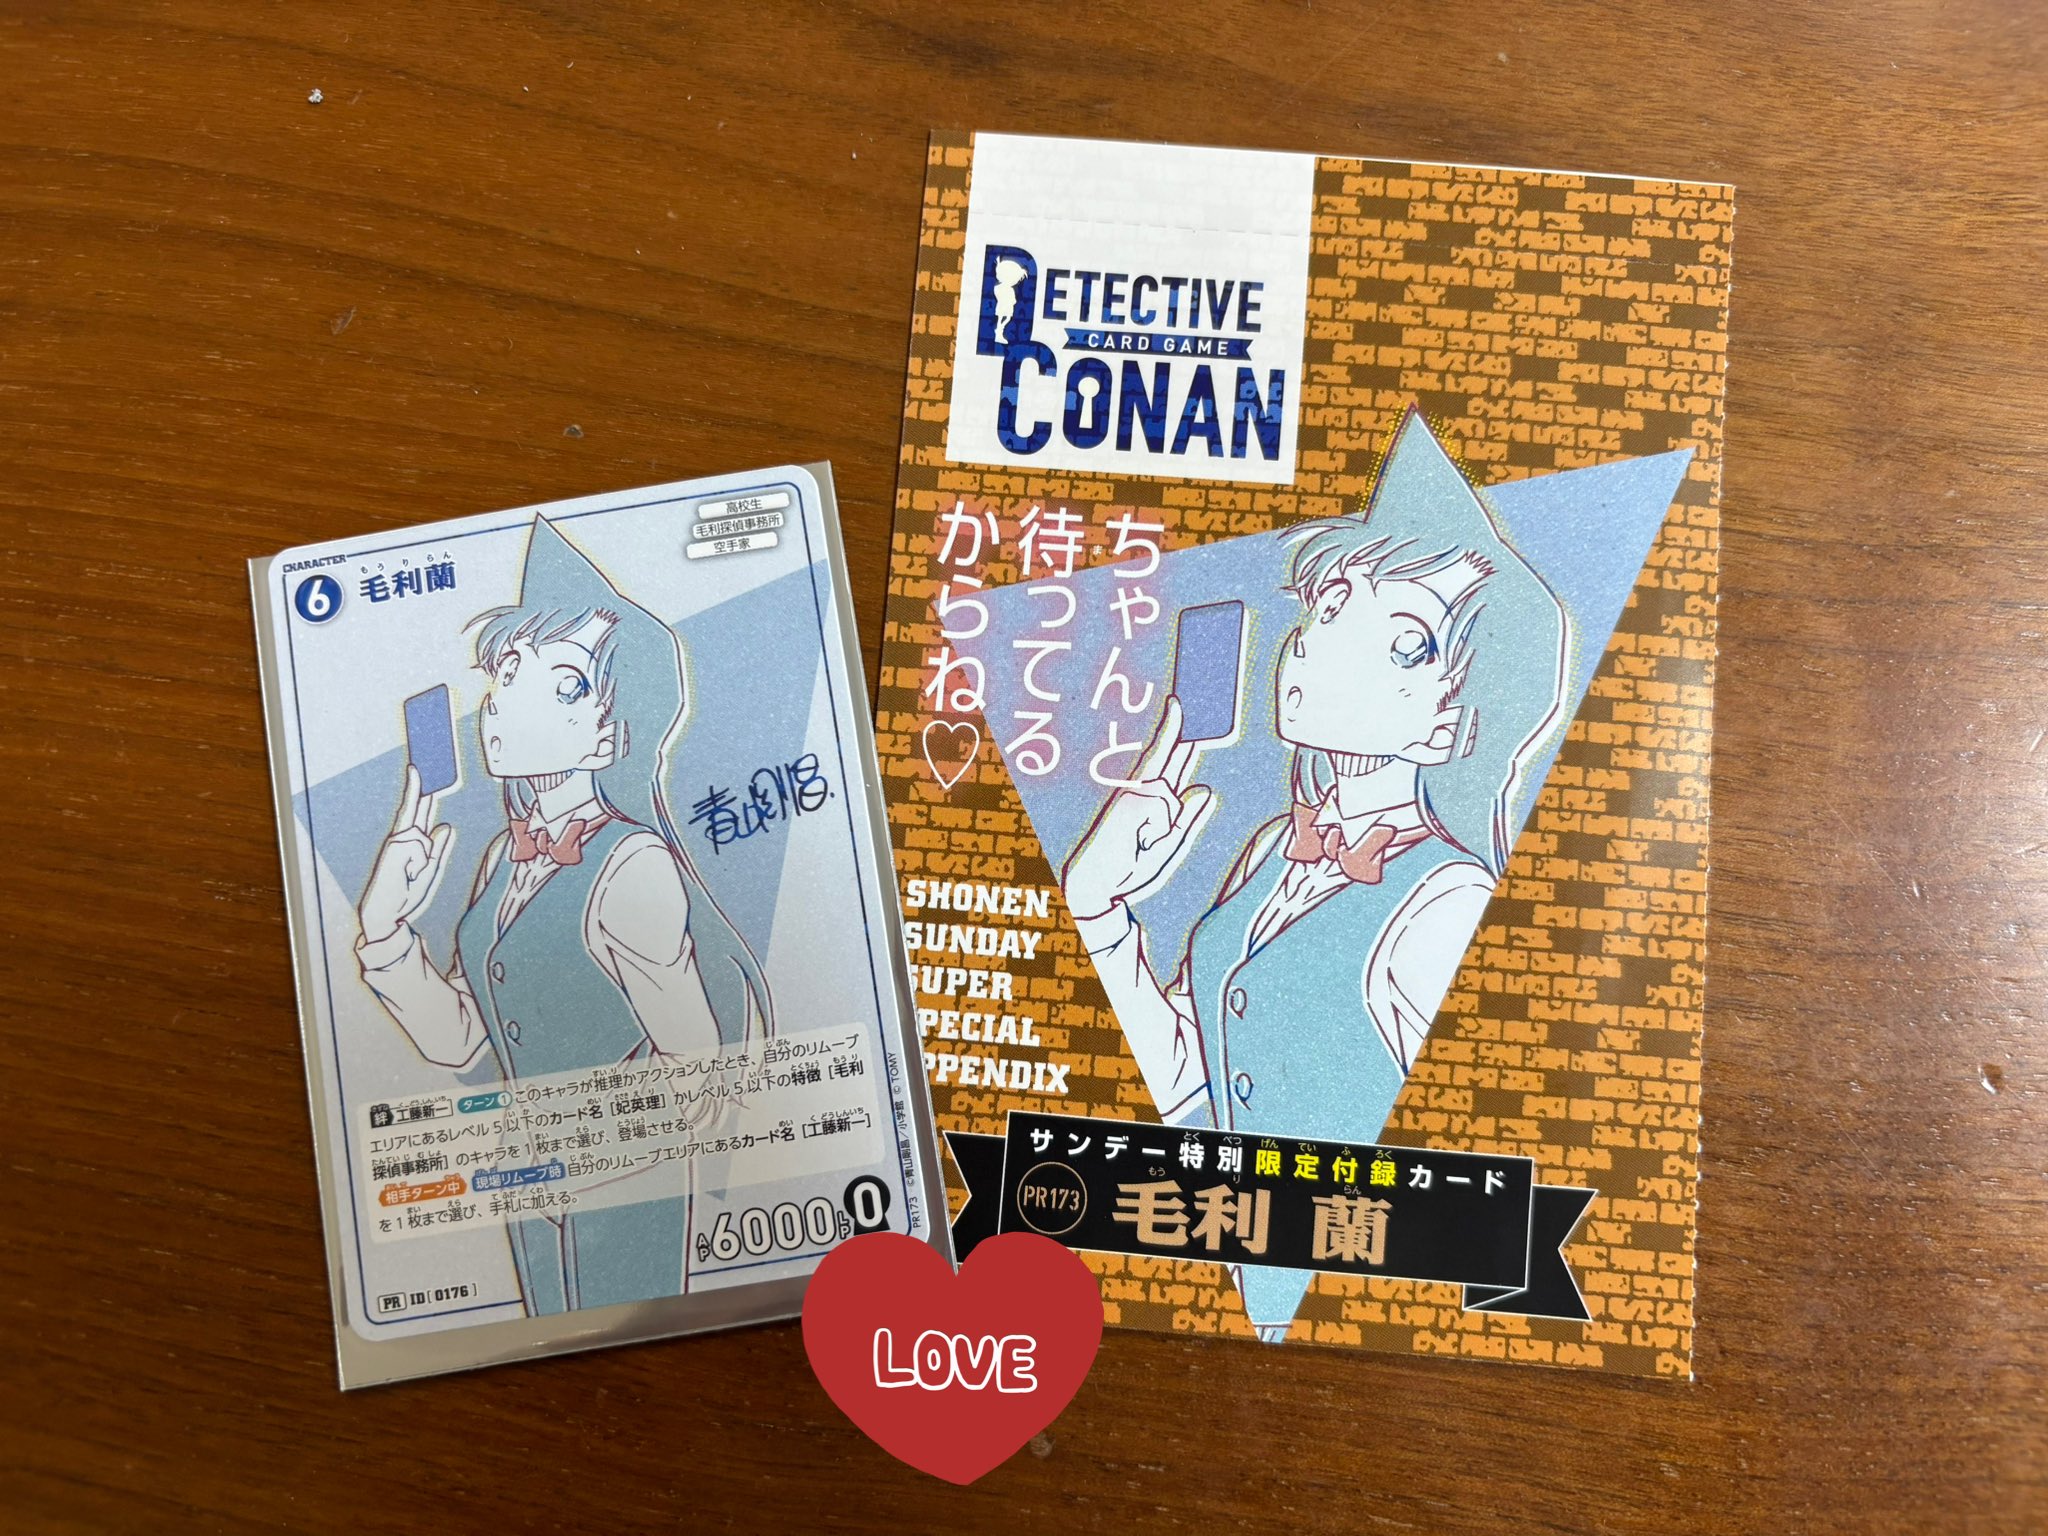 CHARACTER
6
もうりらん
毛利蘭
高校生
毛利探偵事務所
空手家
青山剛昌
絆 工藤新一 ターン1 このキャラが推理かアクションしたとき、自分のリムーブ
エリアにあるレベル5以下のカード名[妃英理]かレベル5以下の特徴[毛利
探偵事務所]のキャラを1枚まで選び、登場させる。
相手ターン中 現場リムーブ時 自分のリムーブエリアにあるカード名[工藤新一]
を1枚まで選び、手札に加える。
AP 6000 LP 0
PR ID[0176]
PR173 ©青山剛昌/小学館 © TOMY
DETECTIVE
CARD GAME
CONAN
ちゃんと
待ってる
からね♡
SHONEN
SUNDAY
SUPER
SPECIAL
APPENDIX
サンデー特別限定付録カード
PR173
毛利 蘭
LOVE